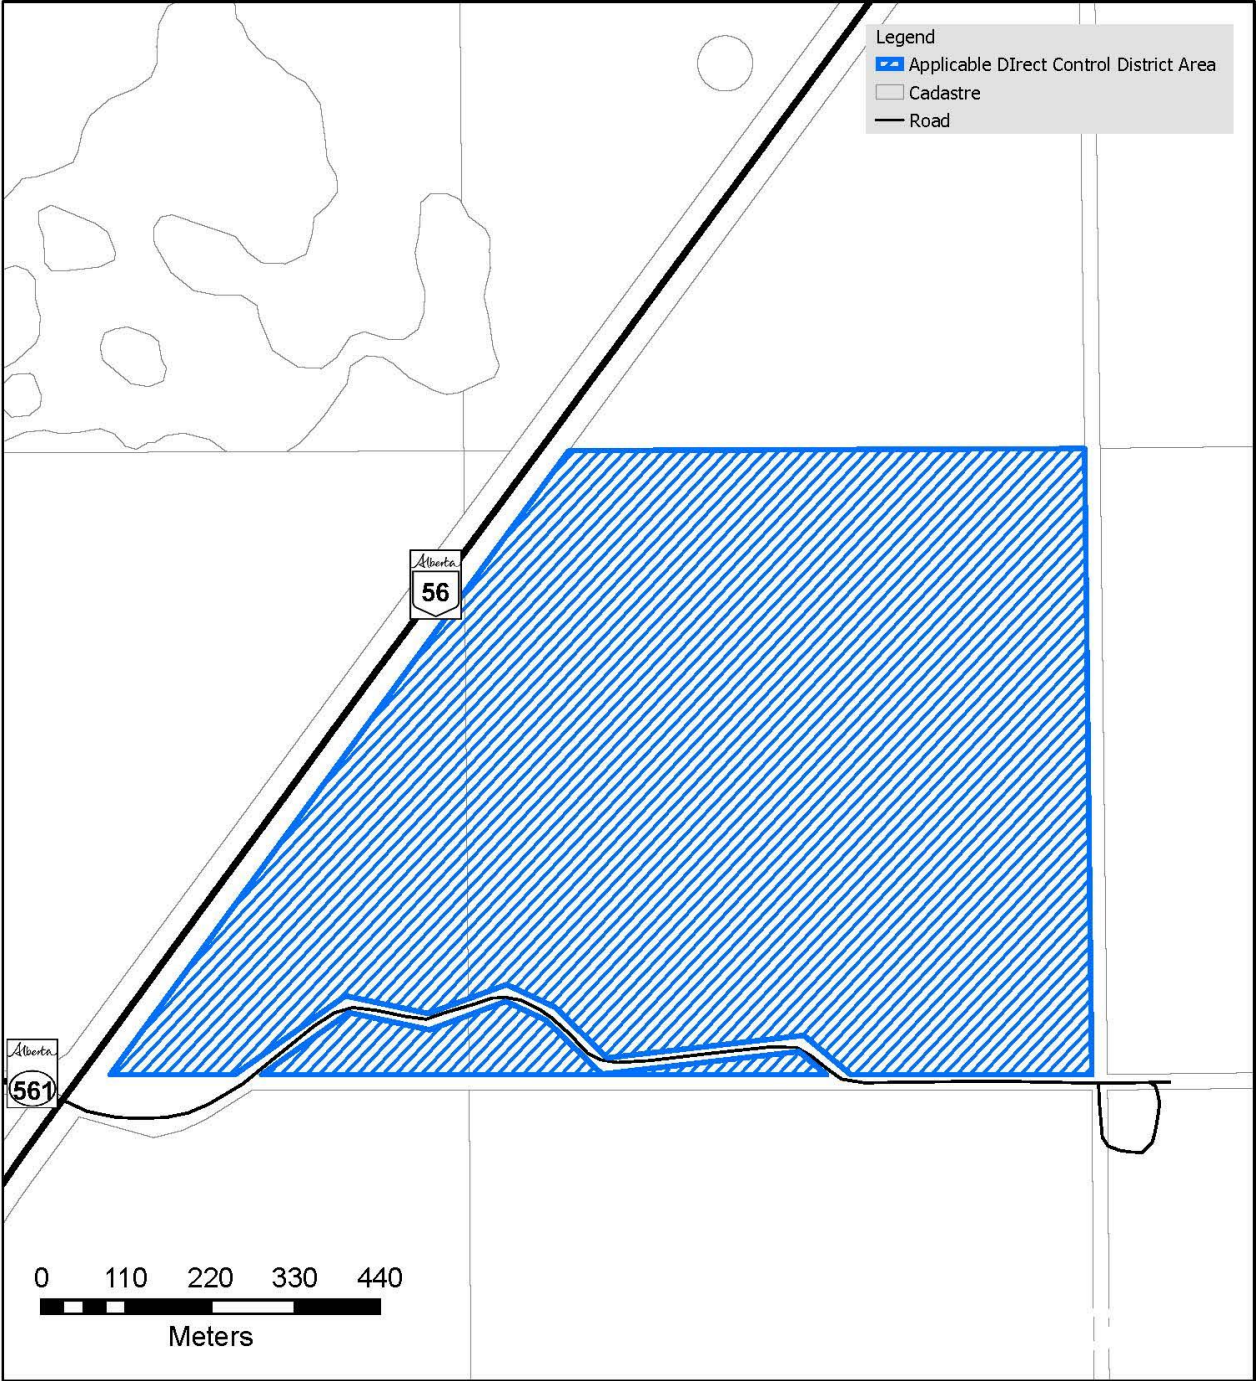 Legend
Applicable DIrect Control District Area
Cadastre
Road
Alberta
56
Alberta
561
0 110 220 330 440
Meters